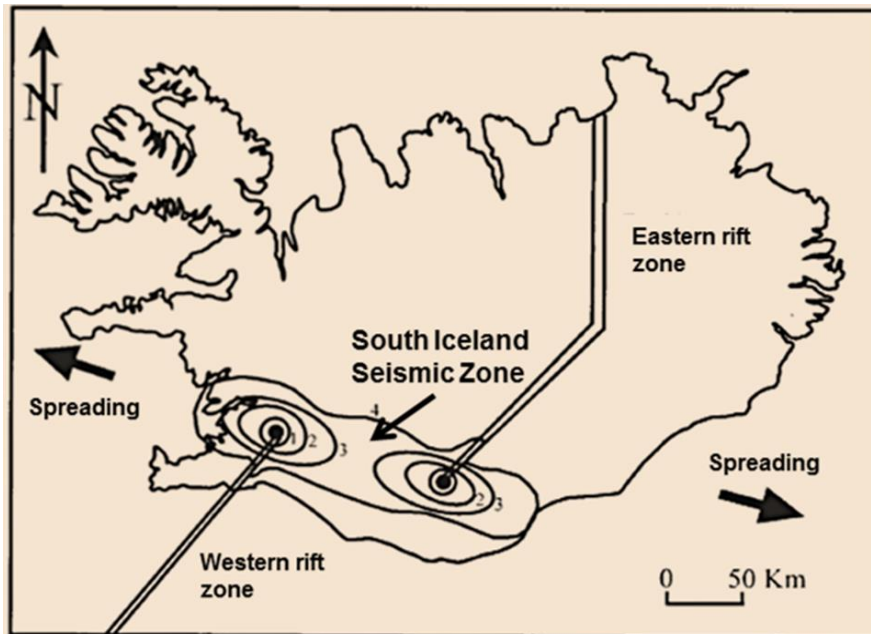 N
Eastern rift
zone
South Iceland
Seismic Zone
Spreading
4
1
2
3
2
3
Spreading
Western rift
zone
0 50 Km